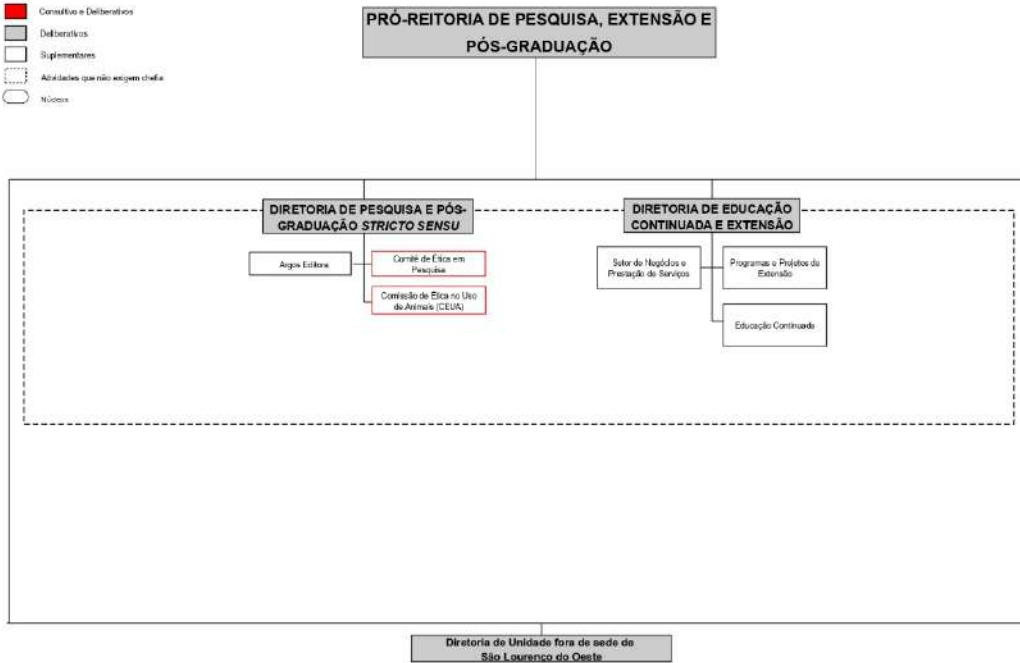 Consultivo e Deliberativos
Deliberativos
Suplementares
Atividades que não exigem chefia
Núcleos
PRÓ-REITORIA DE PESQUISA, EXTENSÃO E
PÓS-GRADUAÇÃO
DIRETORIA DE PESQUISA E PÓS-
GRADUAÇÃO STRICTO SENSU
Argos Editora
Comitê de Ética em
Pesquisa
Comissão de Ética no Uso
de Animais (CEUA)
DIRETORIA DE EDUCAÇÃO
CONTINUADA E EXTENSÃO
Setor de Negócios e
Prestação de Serviços
Programas e Projetos de
Extensão
Educação Continuada
Diretoria de Unidade fora de sede de
São Lourenço do Oeste